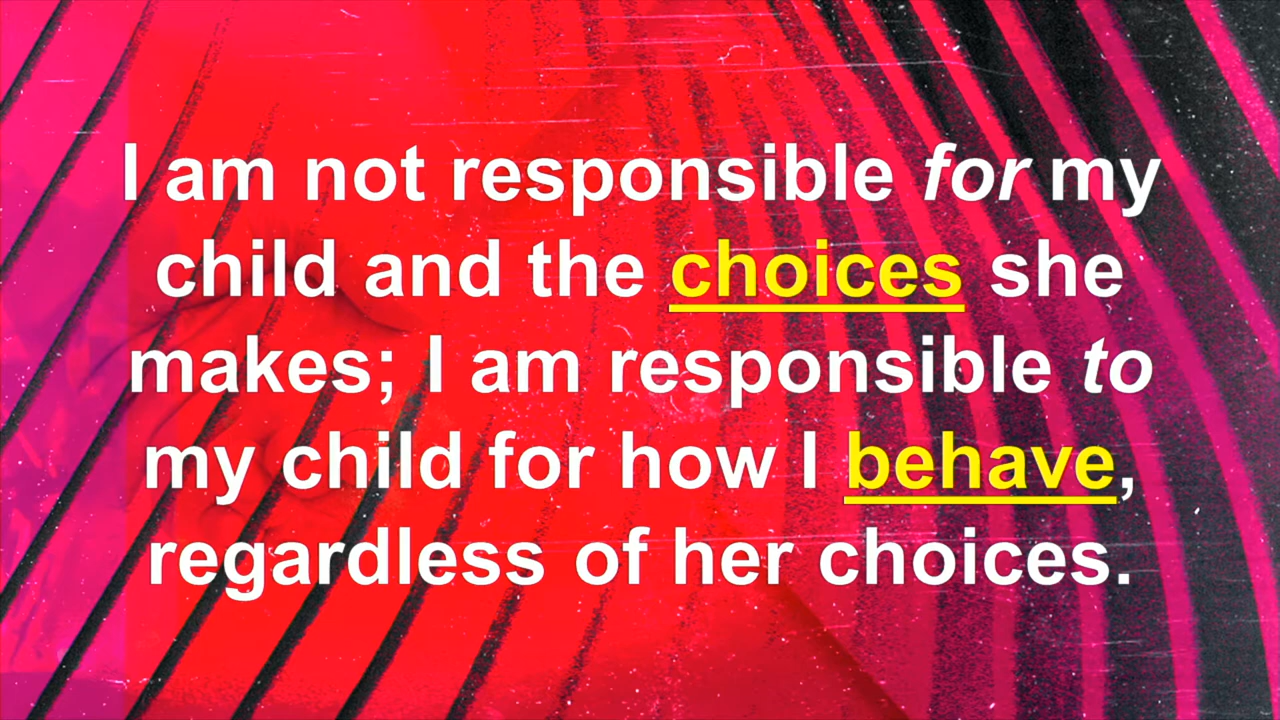 I am not responsible for my
child and the choices she
makes; I am responsible to
my child for how I behave,
regardless of her choices.